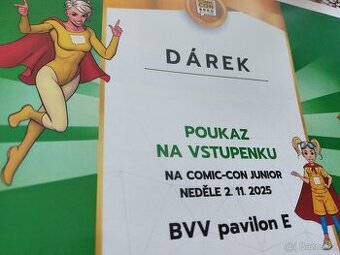 DÁREK
POUKAZ
NA VSTUPENKU
NA COMIC-CON JUNIOR
NEDĚLE 2. 11. 2025
BVV pavilon E